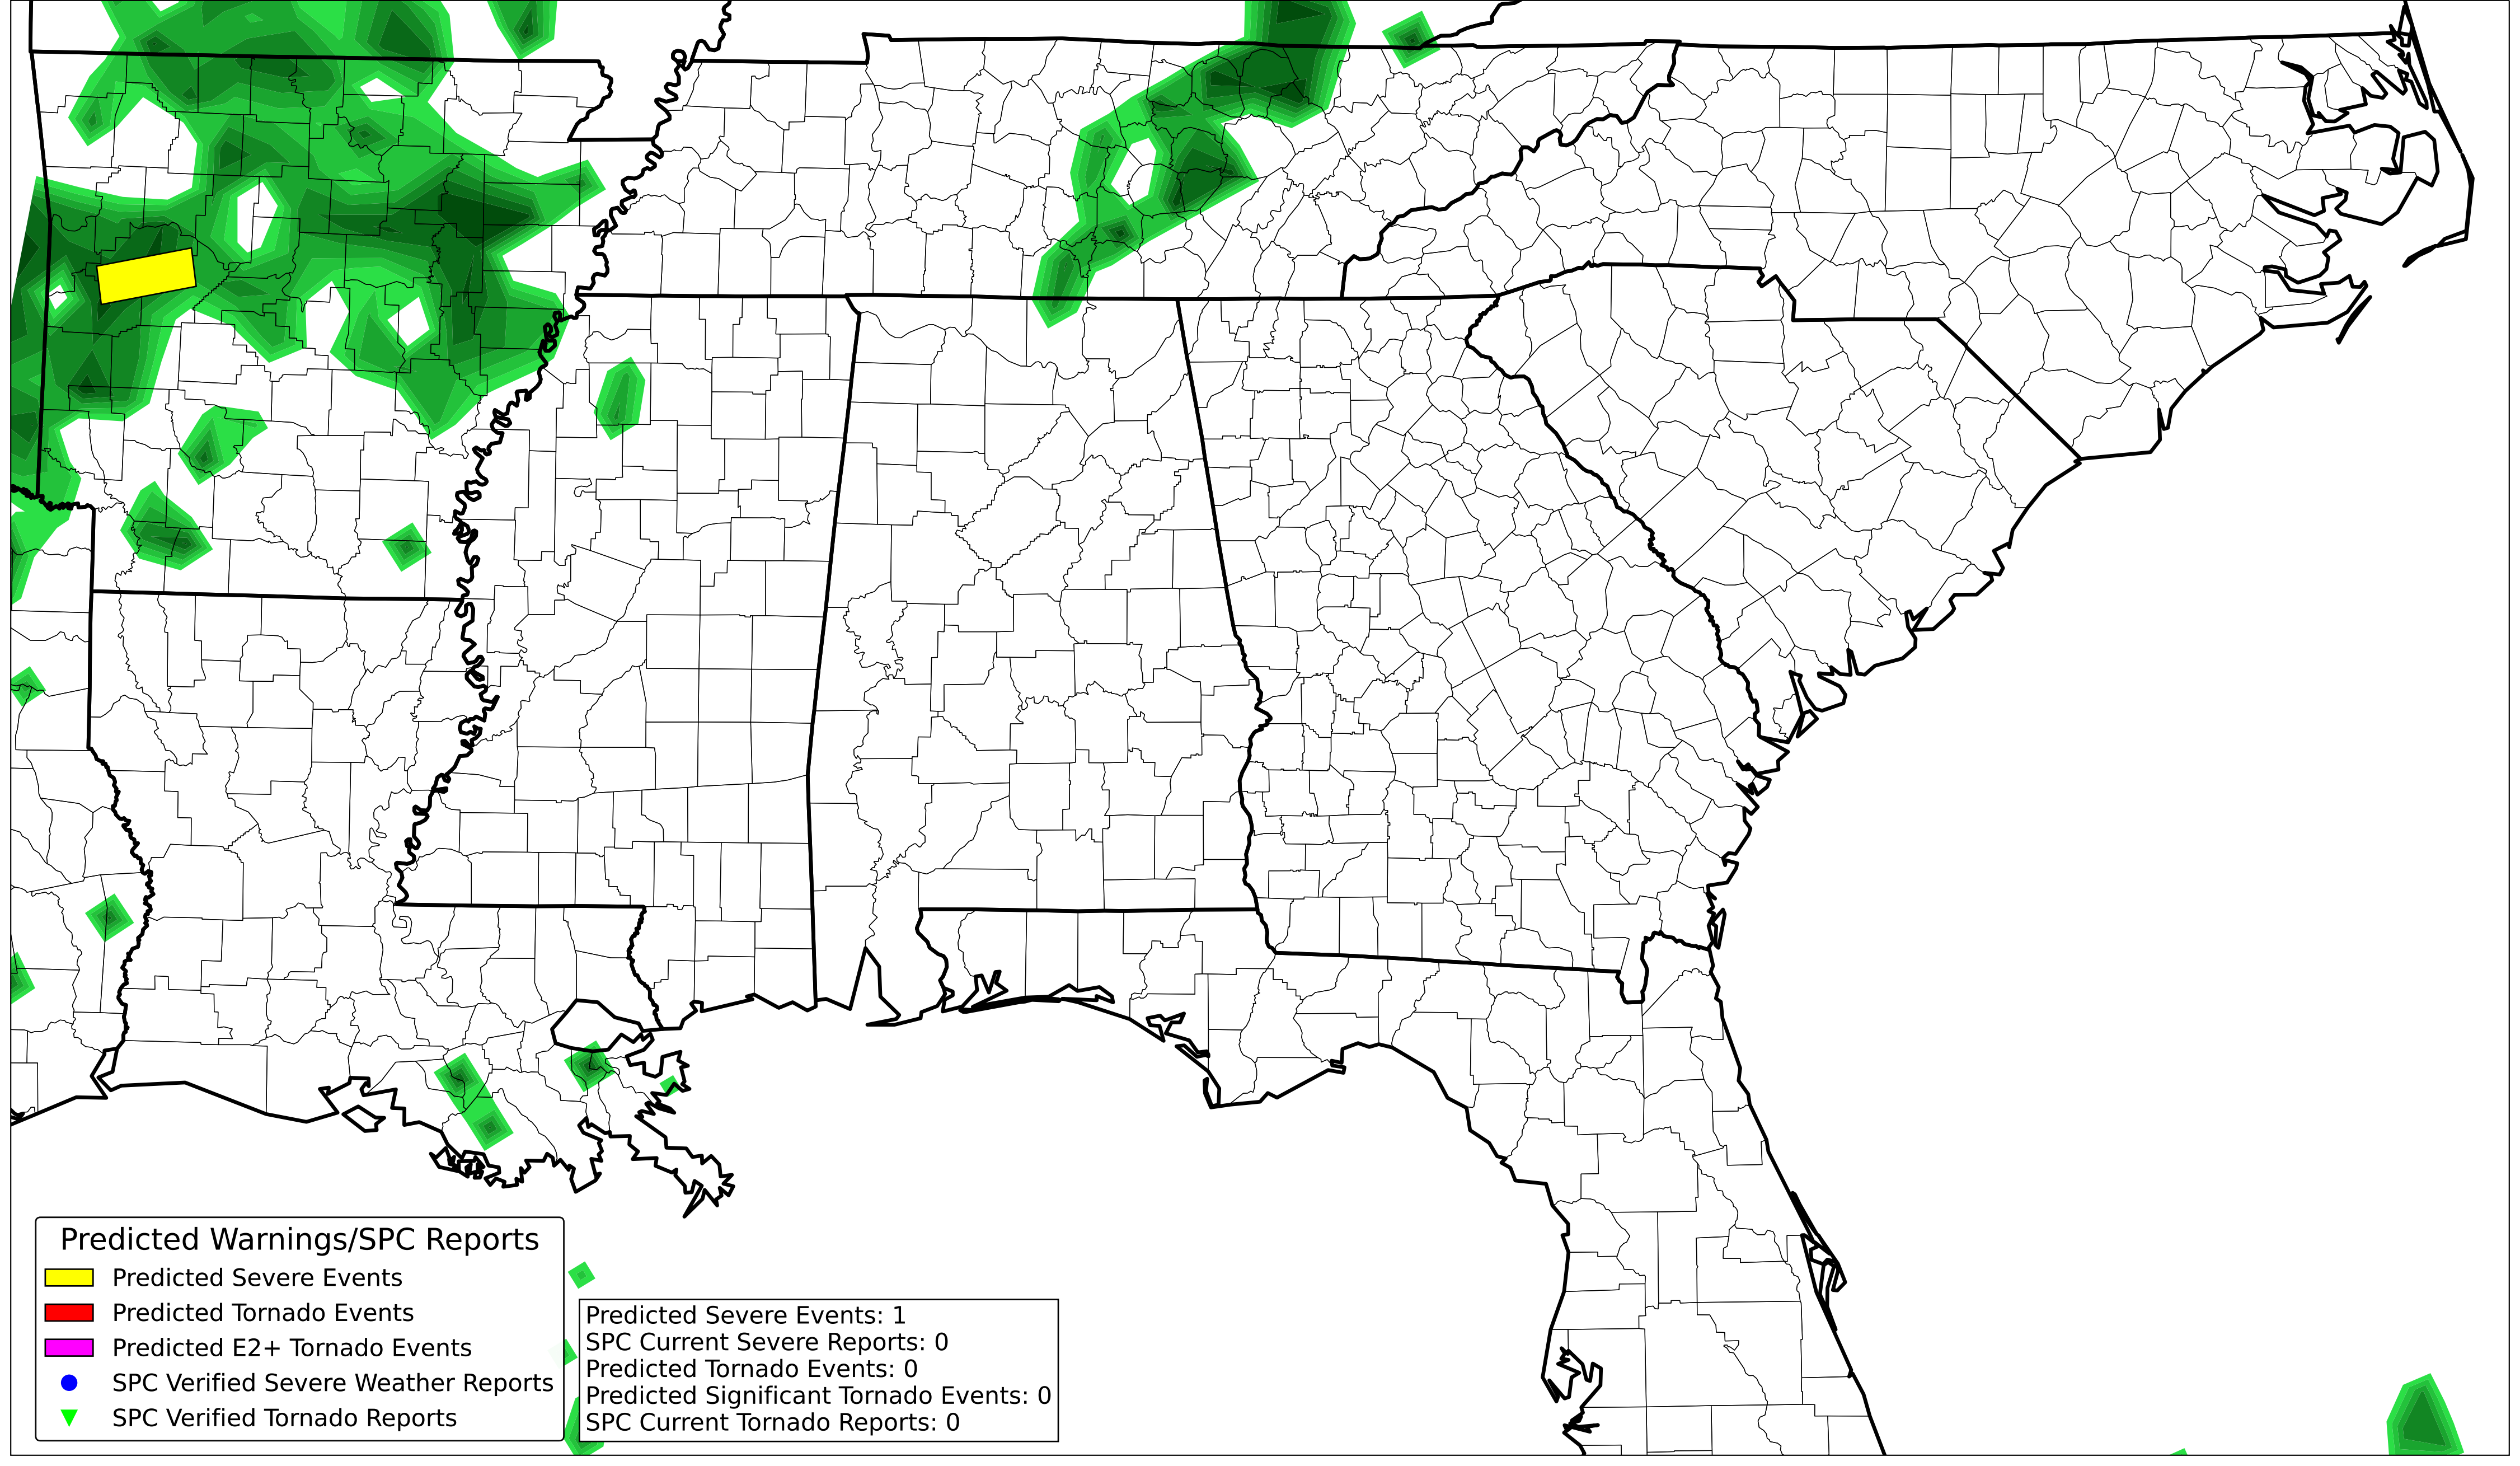 Predicted Warnings/SPC Reports
Predicted Severe Events
Predicted Tornado Events
Predicted E2+ Tornado Events
SPC Verified Severe Weather Reports
SPC Verified Tornado Reports
Predicted Severe Events: 1
SPC Current Severe Reports: 0
Predicted Tornado Events: 0
Predicted Significant Tornado Events: 0
SPC Current Tornado Reports: 0